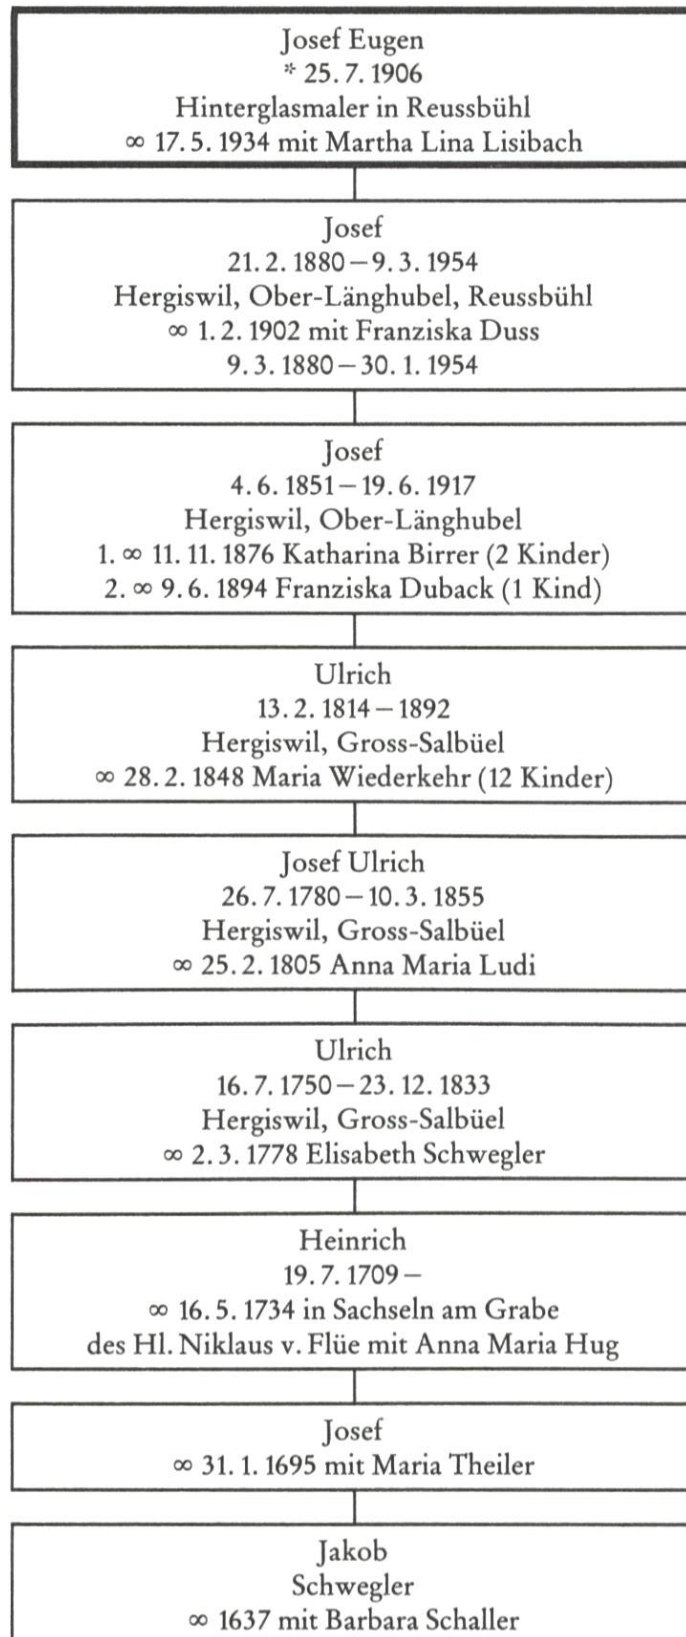 Josef Eugen
* 25. 7. 1906
Hinterglasmaler in Reussbühl
∞ 17. 5. 1934 mit Martha Lina Lisibach
Josef
21. 2. 1880 – 9. 3. 1954
Hergiswil, Ober-Länghubel, Reussbühl
∞ 1. 2. 1902 mit Franziska Duss
9. 3. 1880 – 30. 1. 1954
Josef
4. 6. 1851 – 19. 6. 1917
Hergiswil, Ober-Länghubel
1. ∞ 11. 11. 1876 Katharina Birrer (2 Kinder)
2. ∞ 9. 6. 1894 Franziska Duback (1 Kind)
Ulrich
13. 2. 1814 – 1892
Hergiswil, Gross-Salbüel
∞ 28. 2. 1848 Maria Wiederkehr (12 Kinder)
Josef Ulrich
26. 7. 1780 – 10. 3. 1855
Hergiswil, Gross-Salbüel
∞ 25. 2. 1805 Anna Maria Ludi
Ulrich
16. 7. 1750 – 23. 12. 1833
Hergiswil, Gross-Salbüel
∞ 2. 3. 1778 Elisabeth Schwegler
Heinrich
19. 7. 1709 –
∞ 16. 5. 1734 in Sachseln am Grabe
des Hl. Niklaus v. Flüe mit Anna Maria Hug
Josef
∞ 31. 1. 1695 mit Maria Theiler
Jakob
Schwegler
∞ 1637 mit Barbara Schaller